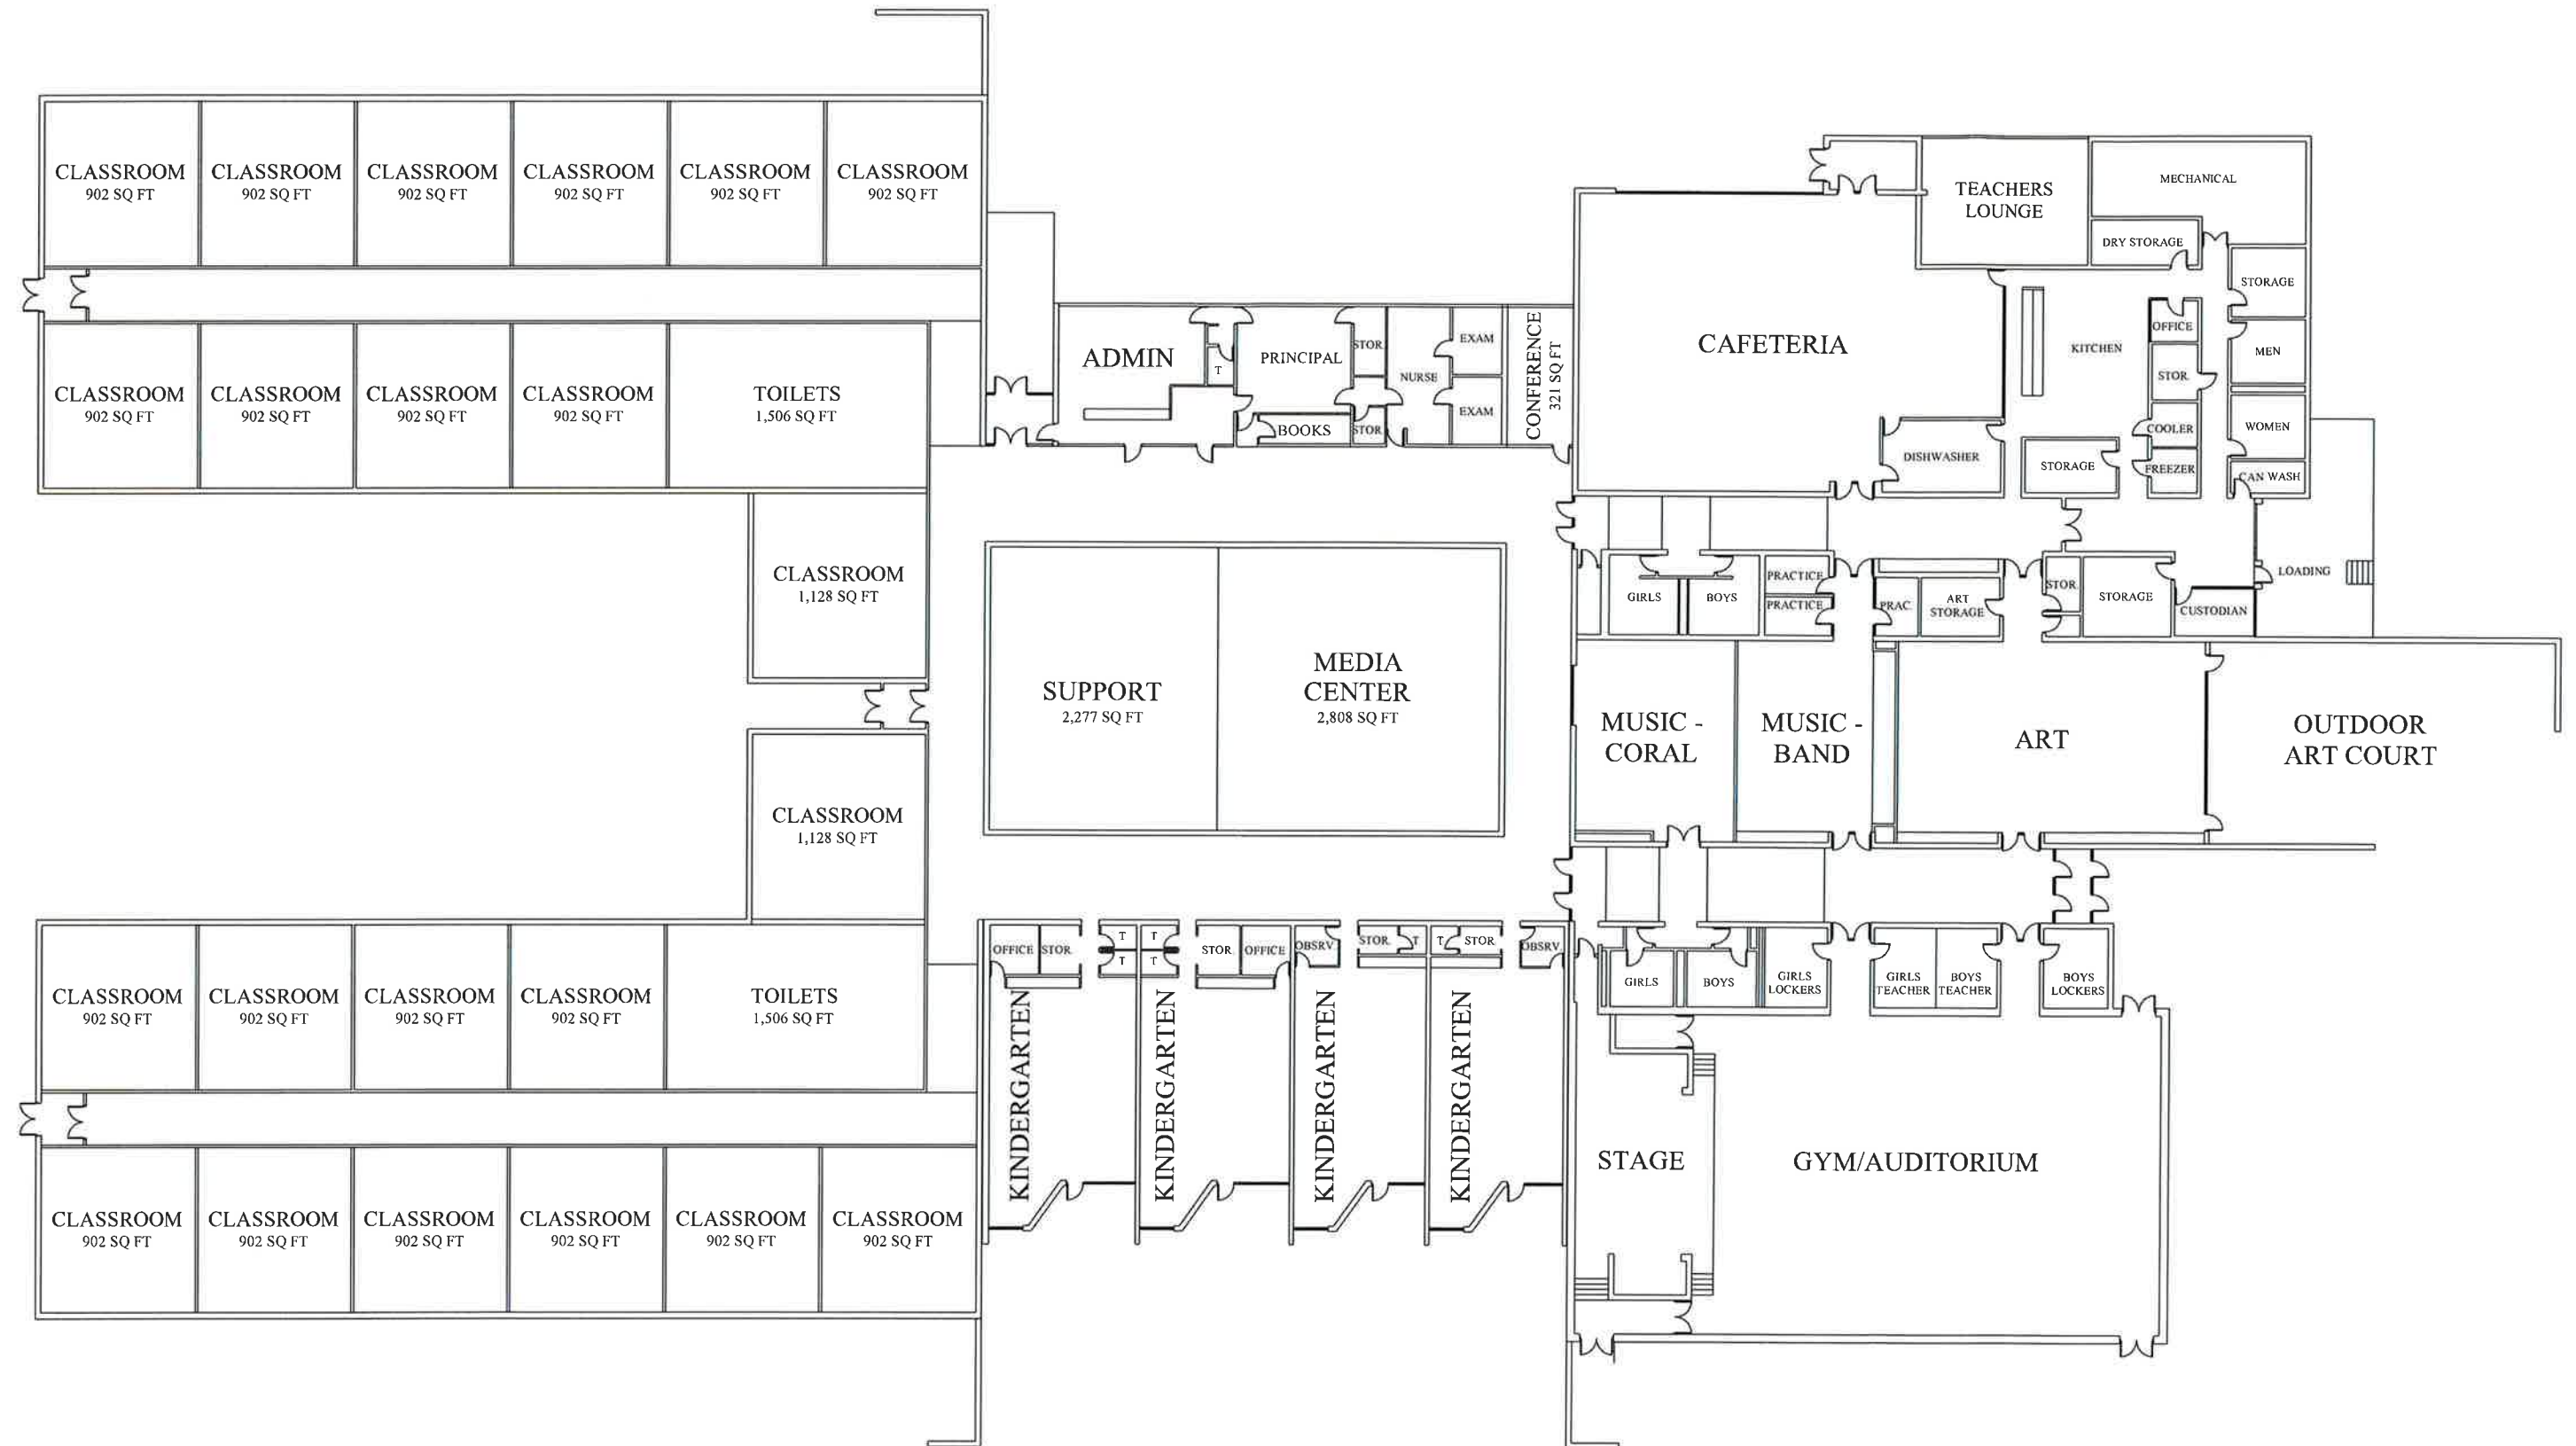 CLASSROOM
902 SQ FT
CLASSROOM
902 SQ FT
CLASSROOM
902 SQ FT
CLASSROOM
902 SQ FT
CLASSROOM
902 SQ FT
CLASSROOM
902 SQ FT
CLASSROOM
902 SQ FT
CLASSROOM
902 SQ FT
CLASSROOM
902 SQ FT
CLASSROOM
902 SQ FT
TOILETS
1,506 SQ FT
CLASSROOM
1,128 SQ FT
CLASSROOM
1,128 SQ FT
CLASSROOM
902 SQ FT
CLASSROOM
902 SQ FT
CLASSROOM
902 SQ FT
CLASSROOM
902 SQ FT
TOILETS
1,506 SQ FT
CLASSROOM
902 SQ FT
CLASSROOM
902 SQ FT
CLASSROOM
902 SQ FT
CLASSROOM
902 SQ FT
CLASSROOM
902 SQ FT
CLASSROOM
902 SQ FT
ADMIN
T
PRINCIPAL
BOOKS
STOR.
STOR.
NURSE
EXAM
EXAM
CONFERENCE
321 SQ FT
SUPPORT
2,277 SQ FT
MEDIA
CENTER
2,808 SQ FT
OFFICE
STOR.
T
T
T
T
STOR.
OFFICE
OBSRV.
STOR.
T
T
STOR.
OBSRV.
KINDERGARTEN
KINDERGARTEN
KINDERGARTEN
KINDERGARTEN
CAFETERIA
TEACHERS
LOUNGE
MECHANICAL
DRY STORAGE
STORAGE
OFFICE
KITCHEN
MEN
STOR.
COOLER
WOMEN
DISHWASHER
STORAGE
FREEZER
CAN WASH
GIRLS
BOYS
PRACTICE
PRACTICE
PRAC.
ART
STORAGE
STOR.
STORAGE
CUSTODIAN
LOADING
MUSIC -
CORAL
MUSIC -
BAND
ART
OUTDOOR
ART COURT
GIRLS
BOYS
GIRLS
LOCKERS
GIRLS
TEACHER
BOYS
TEACHER
BOYS
LOCKERS
STAGE
GYM/AUDITORIUM